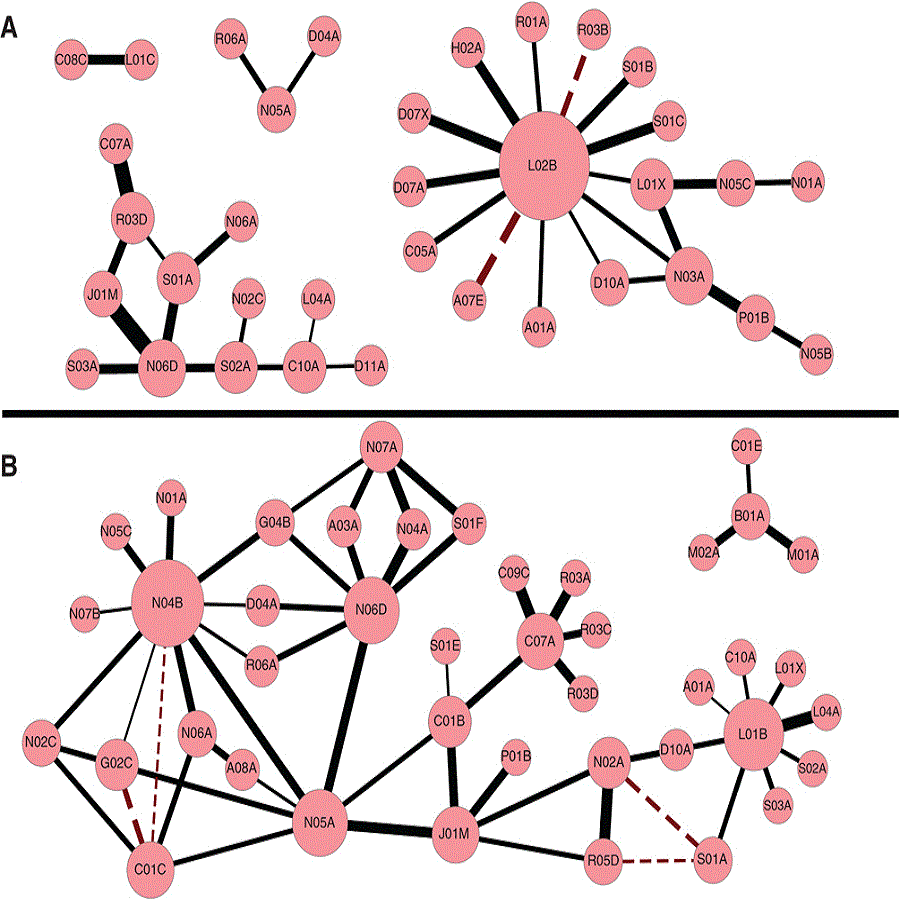 A
C08C
L01C
R06A
D04A
N05A
R01A
R03B
H02A
S01B
D07X
S01C
L02B
D07A
L01X
N05C
N01A
C05A
A07E
A01A
D10A
N03A
P01B
N05B
C07A
R03D
N06A
S01A
J01M
N02C
L04A
S03A
N06D
S02A
C10A
D11A
B
N07A
C01E
N01A
N05C
G04B
A03A
N04A
S01F
B01A
M02A
M01A
N07B
N04B
D04A
N06D
R06A
C09C
R03A
C07A
R03C
R03D
S01E
C10A
L01X
A01A
L04A
N02C
N06A
G02C
A08A
C01B
P01B
N02A
D10A
L01B
S02A
S03A
N05A
J01M
C01C
R05D
S01A